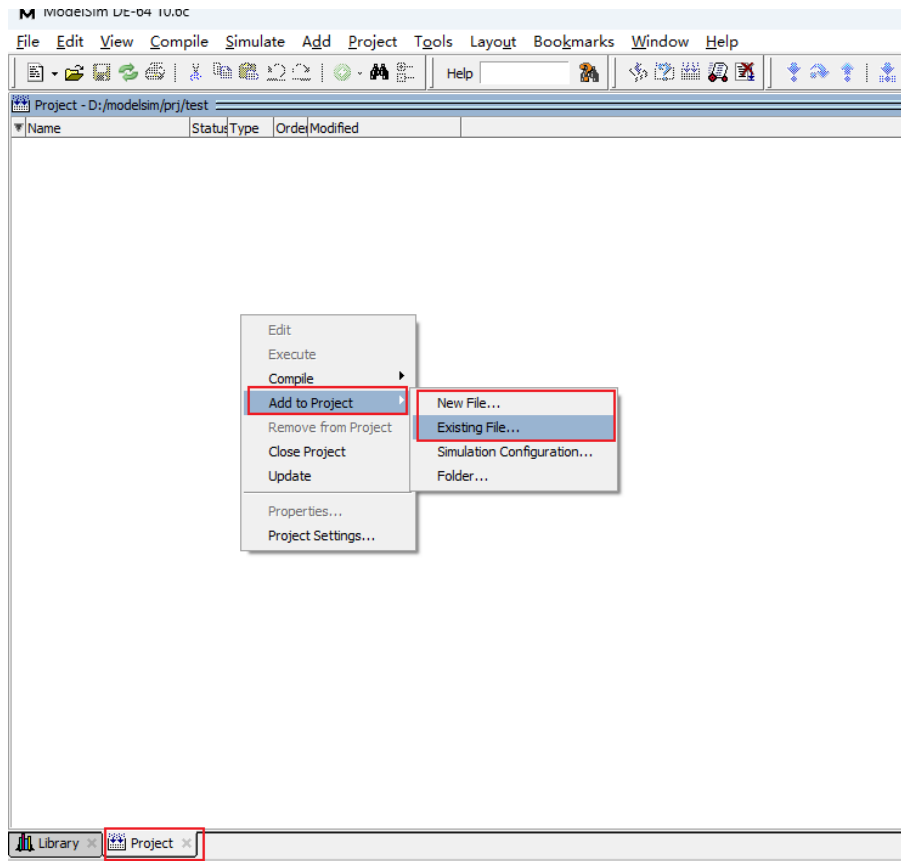 ModelSim DE-64 10.6c
File Edit View Compile Simulate Add Project Tools Layout Bookmarks Window Help
Help
Project - D:/modelsim/prj/test
Name Status Type Order Modified
Edit
Execute
Compile
Add to Project
New File...
Remove from Project
Existing File...
Close Project
Simulation Configuration...
Update
Folder...
Properties...
Project Settings...
Library
Project